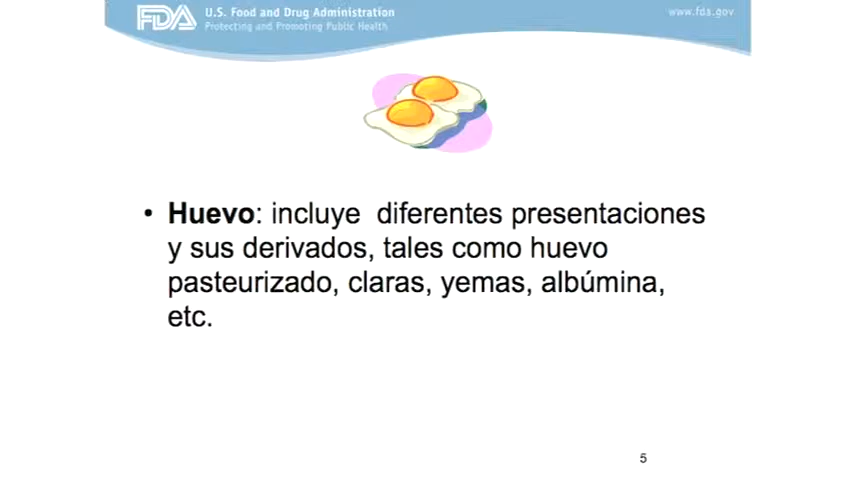 FDA U.S. Food and Drug Administration
Protecting and Promoting Public Health
www.fda.gov
• Huevo: incluye diferentes presentaciones
y sus derivados, tales como huevo
pasteurizado, claras, yemas, albúmina,
etc.
5